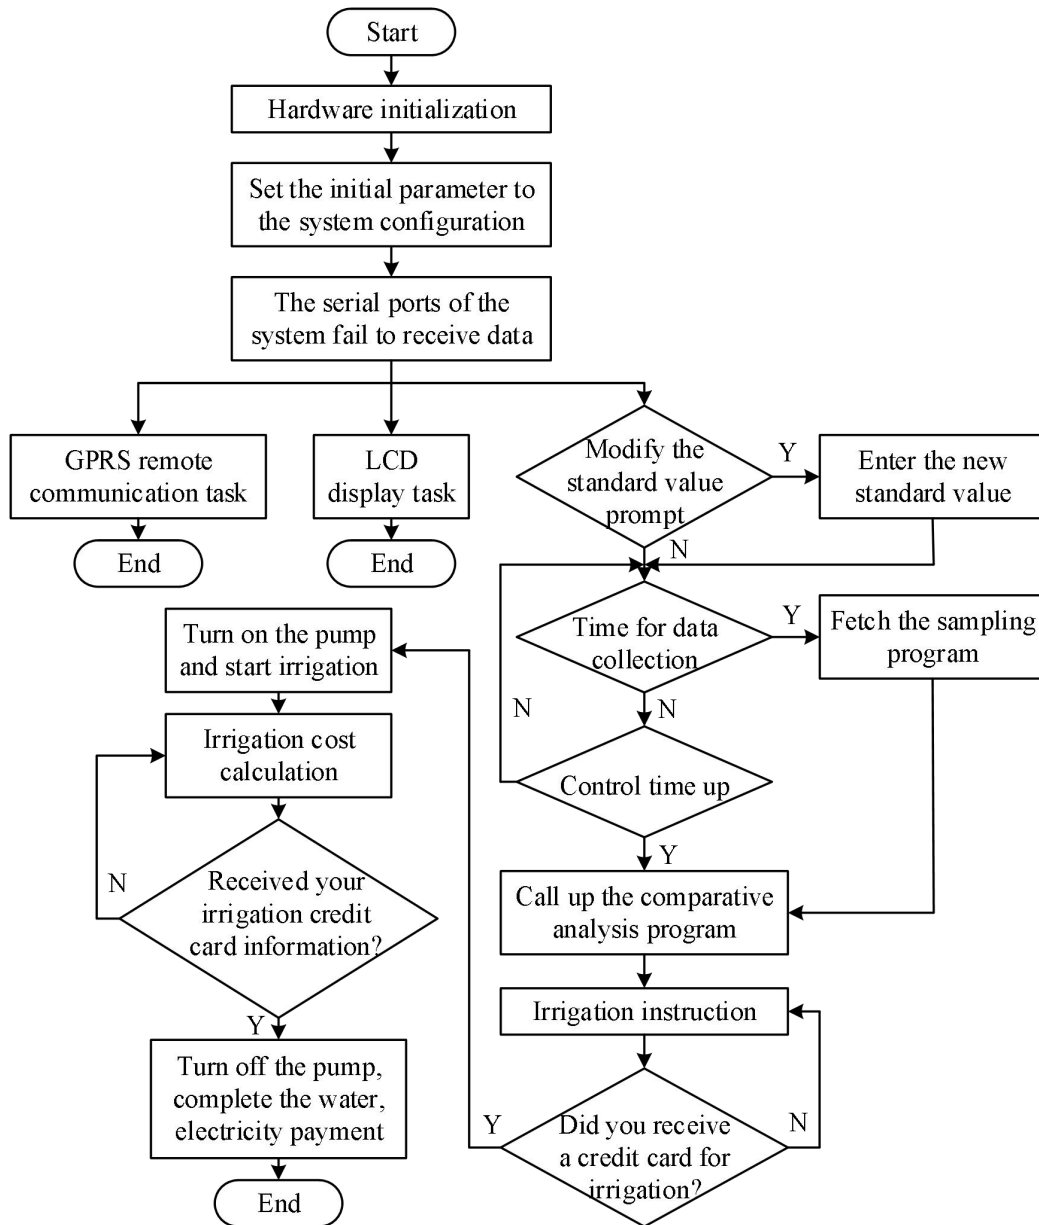 Start
Hardware initialization
Set the initial parameter to
the system configuration
The serial ports of the
system fail to receive data
GPRS remote
communication task
End
LCD
display task
End
Modify the
standard value
prompt
Y
Enter the new
standard value
N
Time for data
collection
Y
Fetch the sampling
program
N
N
Control time up
Y
Call up the comparative
analysis program
Irrigation instruction
Did you receive
a credit card for
irrigation?
N
Y
Turn on the pump
and start irrigation
Irrigation cost
calculation
Received your
irrigation credit
card information?
N
Y
Turn off the pump,
complete the water,
electricity payment
End